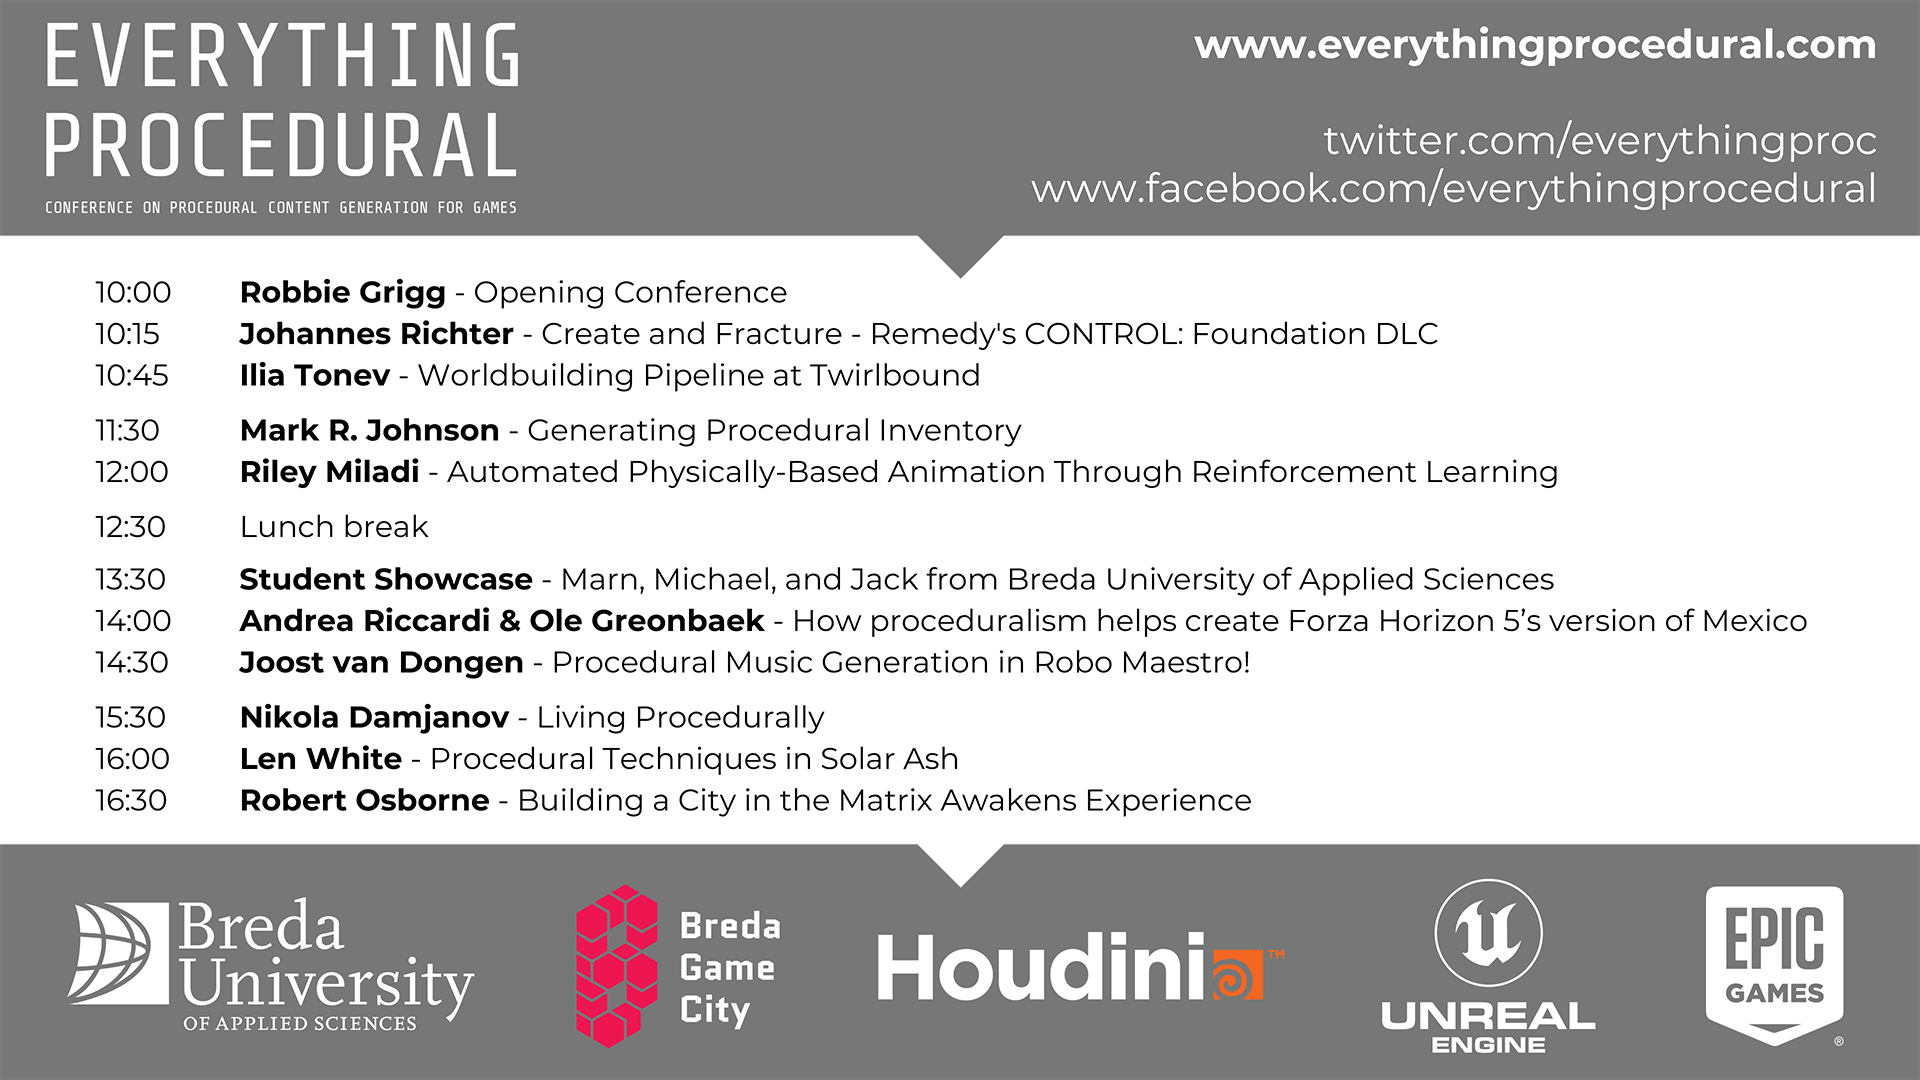 EVERYTHING
PROCEDURAL
CONFERENCE ON PROCEDURAL CONTENT GENERATION FOR GAMES
www.everythingprocedural.com
twitter.com/everythingproc
www.facebook.com/everythingprocedural
10:00 Robbie Grigg - Opening Conference
10:15 Johannes Richter - Create and Fracture - Remedy's CONTROL: Foundation DLC
10:45 Ilia Tonev - Worldbuilding Pipeline at Twirlbound
11:30 Mark R. Johnson - Generating Procedural Inventory
12:00 Riley Miladi - Automated Physically-Based Animation Through Reinforcement Learning
12:30 Lunch break
13:30 Student Showcase - Marn, Michael, and Jack from Breda University of Applied Sciences
14:00 Andrea Riccardi & Ole Greonbaek - How proceduralism helps create Forza Horizon 5’s version of Mexico
14:30 Joost van Dongen - Procedural Music Generation in Robo Maestro!
15:30 Nikola Damjanov - Living Procedurally
16:00 Len White - Procedural Techniques in Solar Ash
16:30 Robert Osborne - Building a City in the Matrix Awakens Experience
Breda
University
OF APPLIED SCIENCES
Breda
Game
City
Houdini™
UNREAL
ENGINE
EPIC
GAMES
®